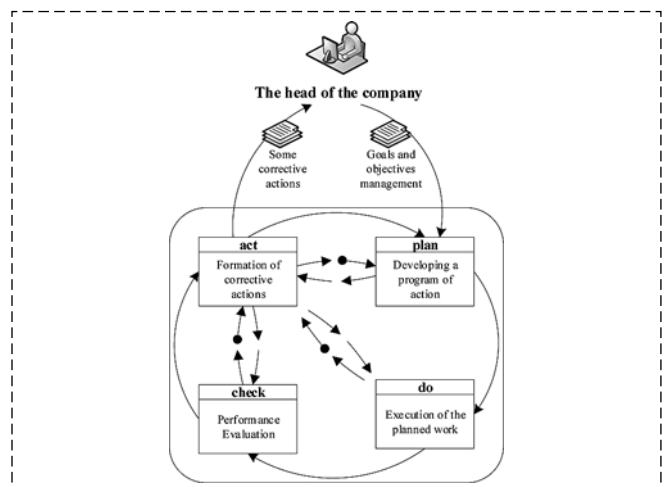 The head of the company
Some
corrective
actions
Goals and
objectives
management
act
Formation of
corrective
actions
plan
Developing a
program of
action
check
Performance
Evaluation
do
Execution of the
planned work